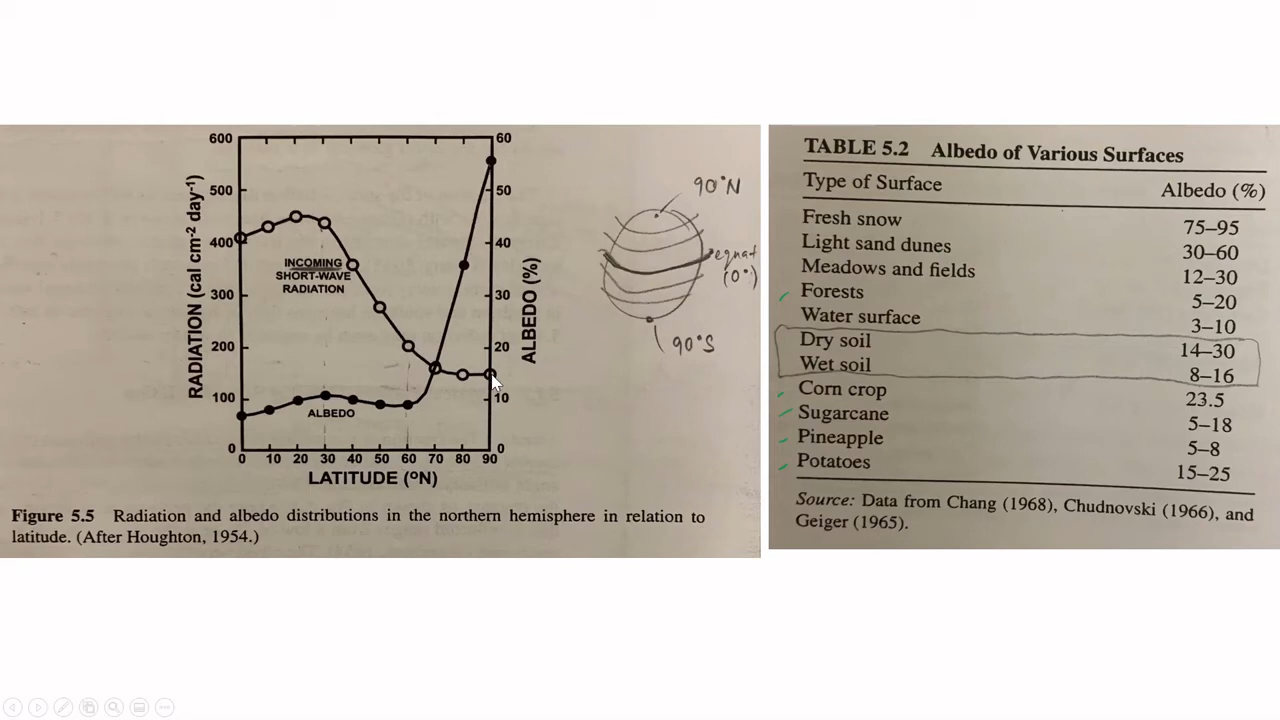 600
500
400
300
200
100
0
RADIATION (cal cm⁻² day⁻¹)
60
50
40
30
20
10
0
ALBEDO (%)
INCOMING
SHORT-WAVE
RADIATION
ALBEDO
0 10 20 30 40 50 60 70 80 90
LATITUDE (ºN)
Figure 5.5 Radiation and albedo distributions in the northern hemisphere in relation to
latitude. (After Houghton, 1954.)
90°N
equat
(0°)
90°S
TABLE 5.2 Albedo of Various Surfaces
Type of Surface Albedo (%)
Fresh snow 75–95
Light sand dunes 30–60
Meadows and fields 12–30
Forests 5–20
Water surface 3–10
Dry soil 14–30
Wet soil 8–16
Corn crop 23.5
Sugarcane 5–18
Pineapple 5–8
Potatoes 15–25
Source: Data from Chang (1968), Chudnovski (1966), and
Geiger (1965).